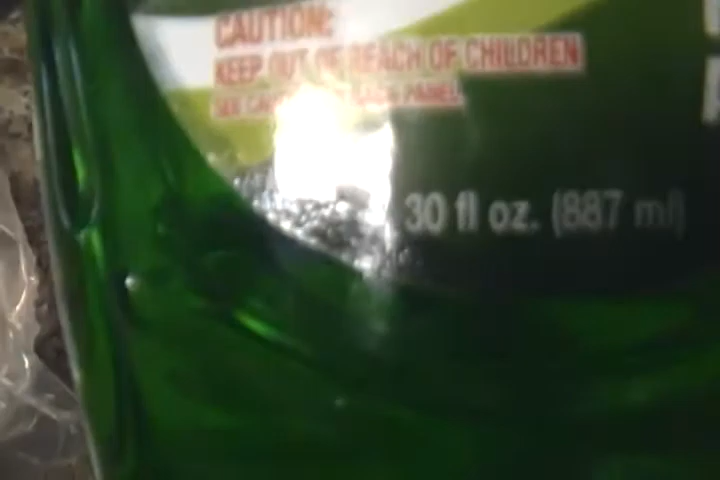 CAUTION:
KEEP OUT OF REACH OF CHILDREN
PANEL
30 fl oz. (887 ml)